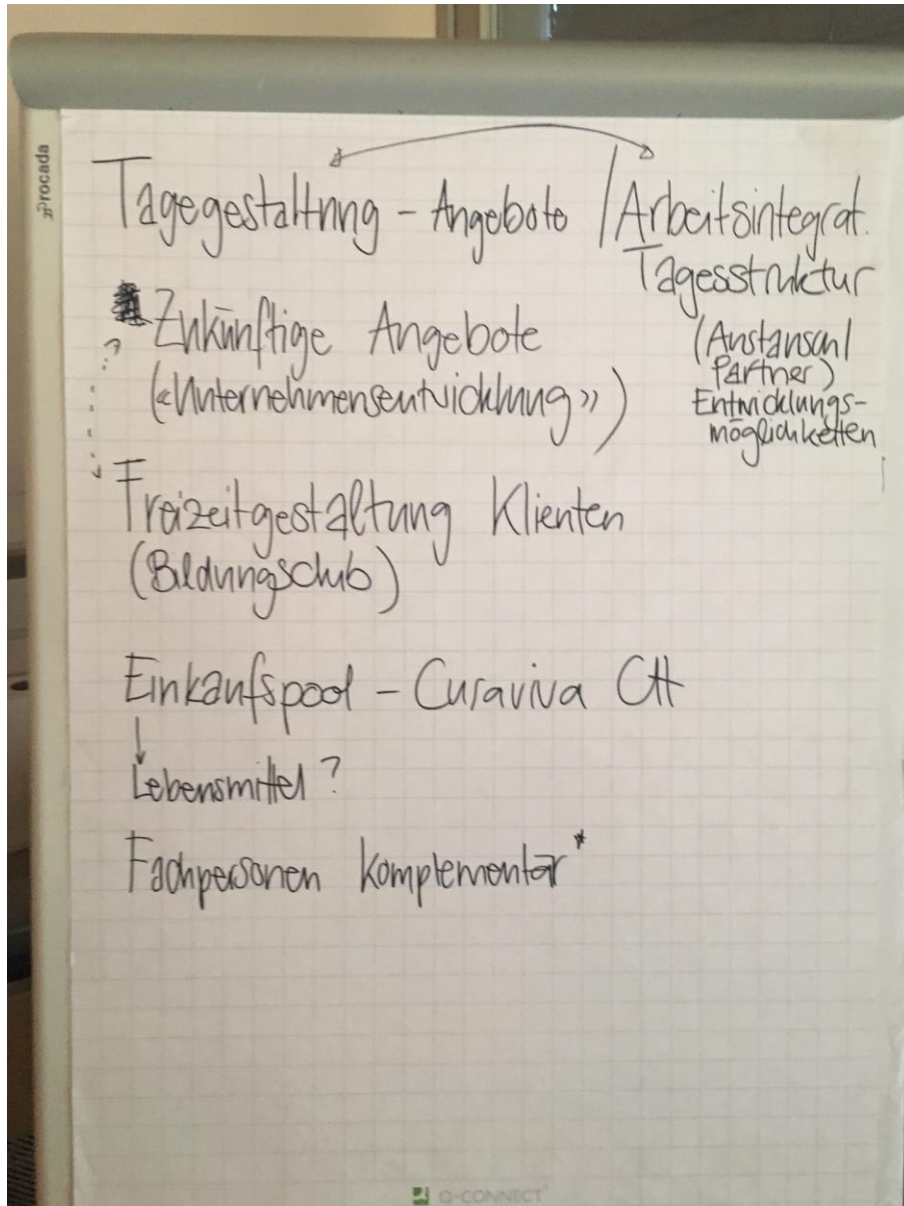 rocada
Tagegestaltung - Angebote / Arbeitsintegrat.
Tagesstruktur
(Austausch/
Partner)
Entwicklungs-
möglichkeiten
Zukünftige Angebote
(«Unternehmensentwicklung»)
?
Freizeitgestaltung Klienten
(Bildungsclub)
Einkaufspool - Curaviva CH
Lebensmittel?
Fachpersonen komplementär*
Q-CONNECT